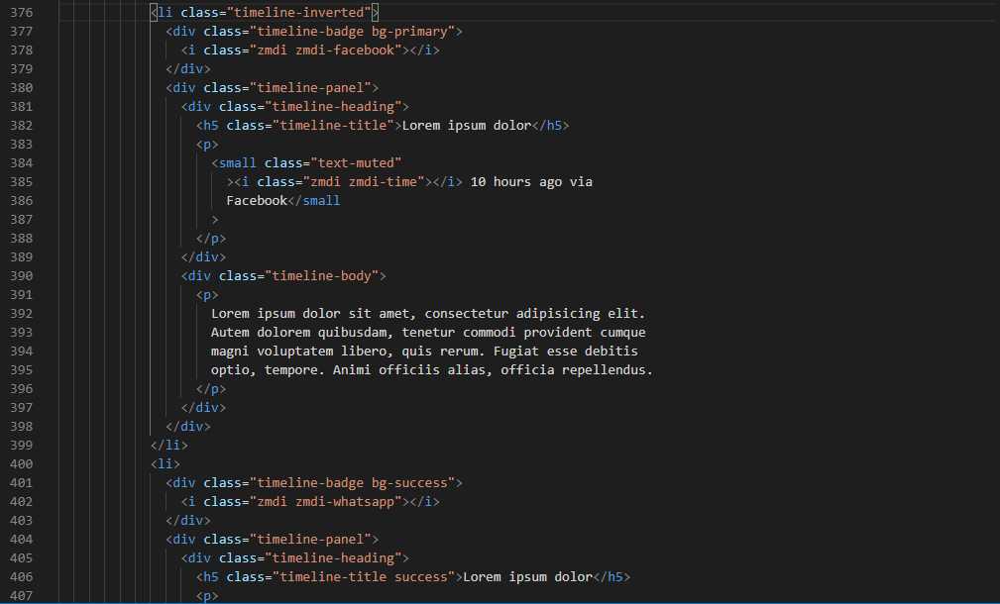 376 <li class="timeline-inverted">
377 <div class="timeline-badge bg-primary">
378 <i class="zmdi zmdi-facebook"></i>
379 </div>
380 <div class="timeline-panel">
381 <div class="timeline-heading">
382 <h5 class="timeline-title">Lorem ipsum dolor</h5>
383 <p>
384 <small class="text-muted"
385 ><i class="zmdi zmdi-time"></i> 10 hours ago via
386 Facebook</small
387 >
388 </p>
389 </div>
390 <div class="timeline-body">
391 <p>
392 Lorem ipsum dolor sit amet, consectetur adipisicing elit.
393 Autem dolorem quibusdam, tenetur commodi provident cumque
394 magni voluptatem libero, quis rerum. Fugiat esse debitis
395 optio, tempore. Animi officiis alias, officia repellendus.
396 </p>
397 </div>
398 </div>
399 </li>
400 <li>
401 <div class="timeline-badge bg-success">
402 <i class="zmdi zmdi-whatsapp"></i>
403 </div>
404 <div class="timeline-panel">
405 <div class="timeline-heading">
406 <h5 class="timeline-title success">Lorem ipsum dolor</h5>
407 <p>